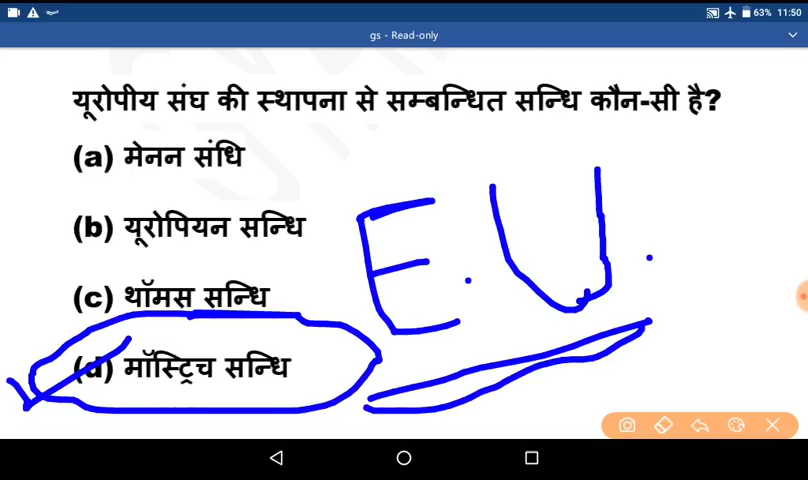 63% 11:50
gs - Read-only
यूरोपीय संघ की स्थापना से सम्बन्धित सन्धि कौन-सी है?
(a) मेनन संधि
(b) यूरोपियन सन्धि
(c) थॉमस सन्धि
(d) मॉस्ट्रिच सन्धि
E.U.